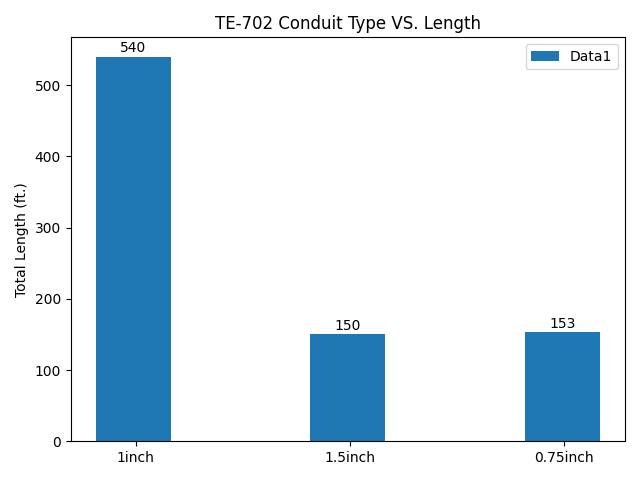 TE-702 Conduit Type VS. Length
540
Data1
500
400
300
200
100
0
Total Length (ft.)
150
153
1inch
1.5inch
0.75inch